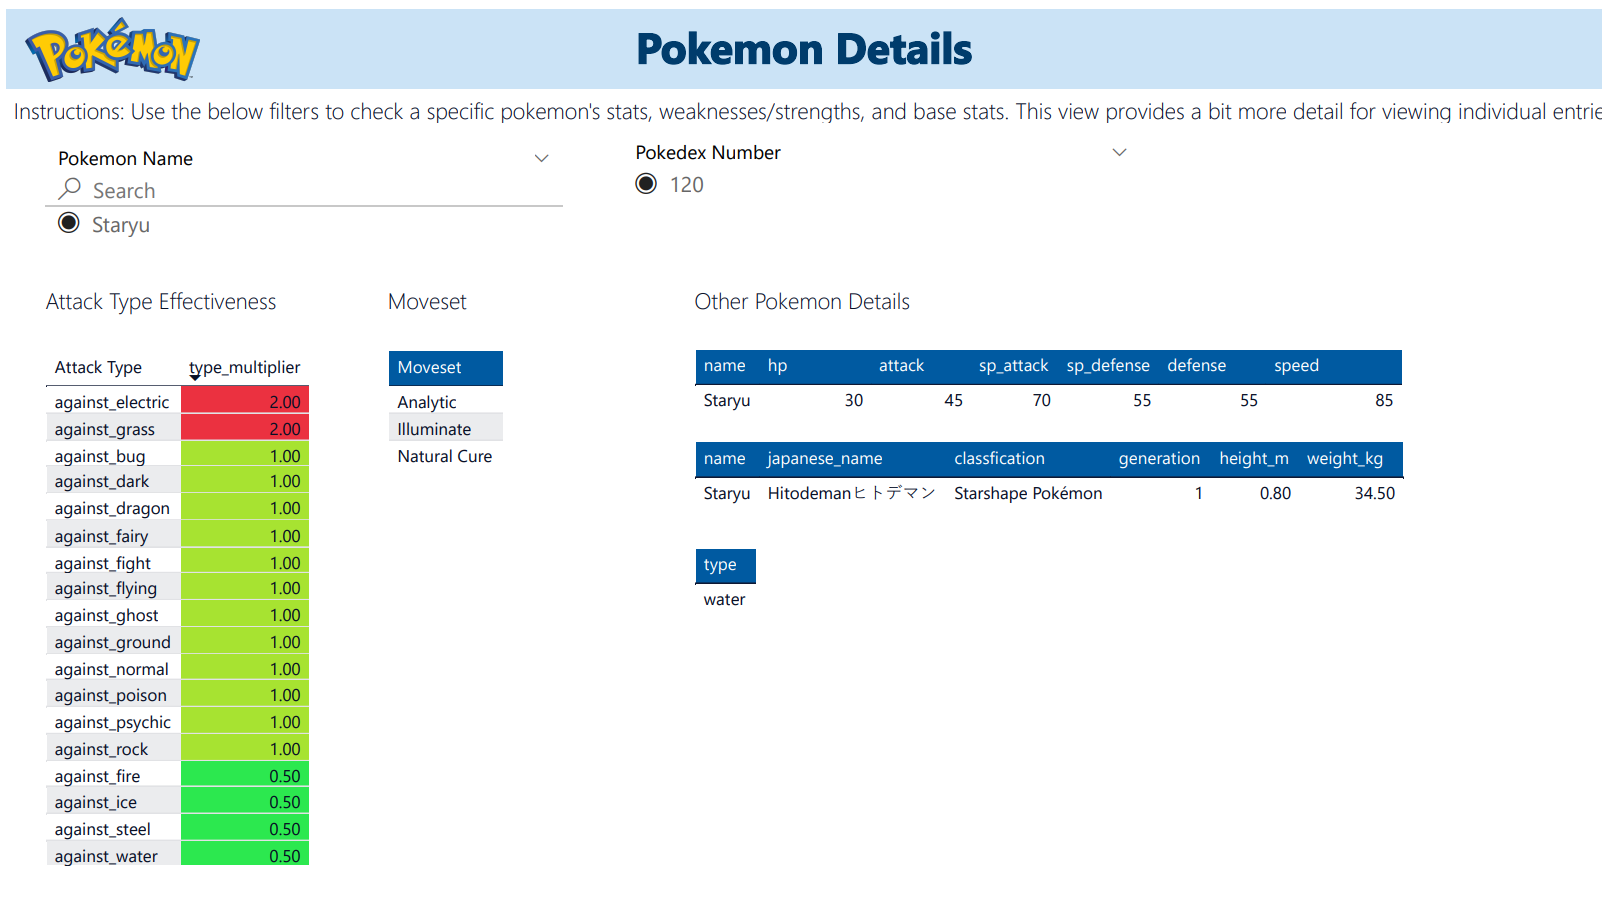 POKéMON
Pokemon Details
Instructions: Use the below filters to check a specific pokemon's stats, weaknesses/strengths, and base stats. This view provides a bit more detail for viewing individual entrie
Pokemon Name
Search
Staryu
Pokedex Number
120
Attack Type Effectiveness
Attack Type type_multiplier
against_electric 2.00
against_grass 2.00
against_bug 1.00
against_dark 1.00
against_dragon 1.00
against_fairy 1.00
against_fight 1.00
against_flying 1.00
against_ghost 1.00
against_ground 1.00
against_normal 1.00
against_poison 1.00
against_psychic 1.00
against_rock 1.00
against_fire 0.50
against_ice 0.50
against_steel 0.50
against_water 0.50
Moveset
Moveset
Analytic
Illuminate
Natural Cure
Other Pokemon Details
name hp attack sp_attack sp_defense defense speed
Staryu 30 45 70 55 55 85
name japanese_name classfication generation height_m weight_kg
Staryu Hitodemanヒトデマン Starshape Pokémon 1 0.80 34.50
type
water